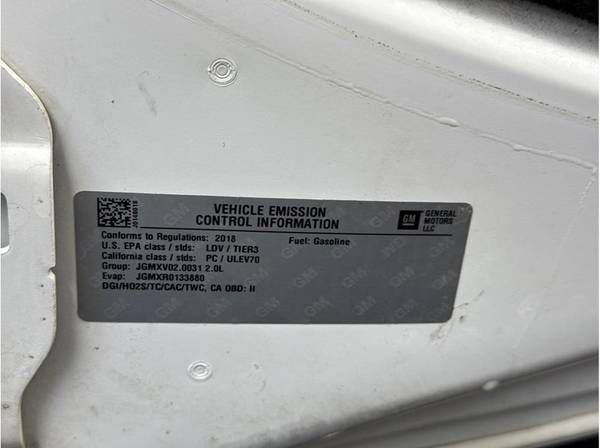 J0148018
VEHICLE EMISSION
CONTROL INFORMATION
GM
GENERAL
MOTORS
LLC
Conforms to Regulations: 2018
Fuel: Gasoline
U.S. EPA class / stds: LDV / TIER3
California class / stds: PC / ULEV70
Group: JGMXV02.0031 2.0L
Evap: JGMXR0133880
DGI/HO2S/TC/CAC/TWC, CA OBD: II